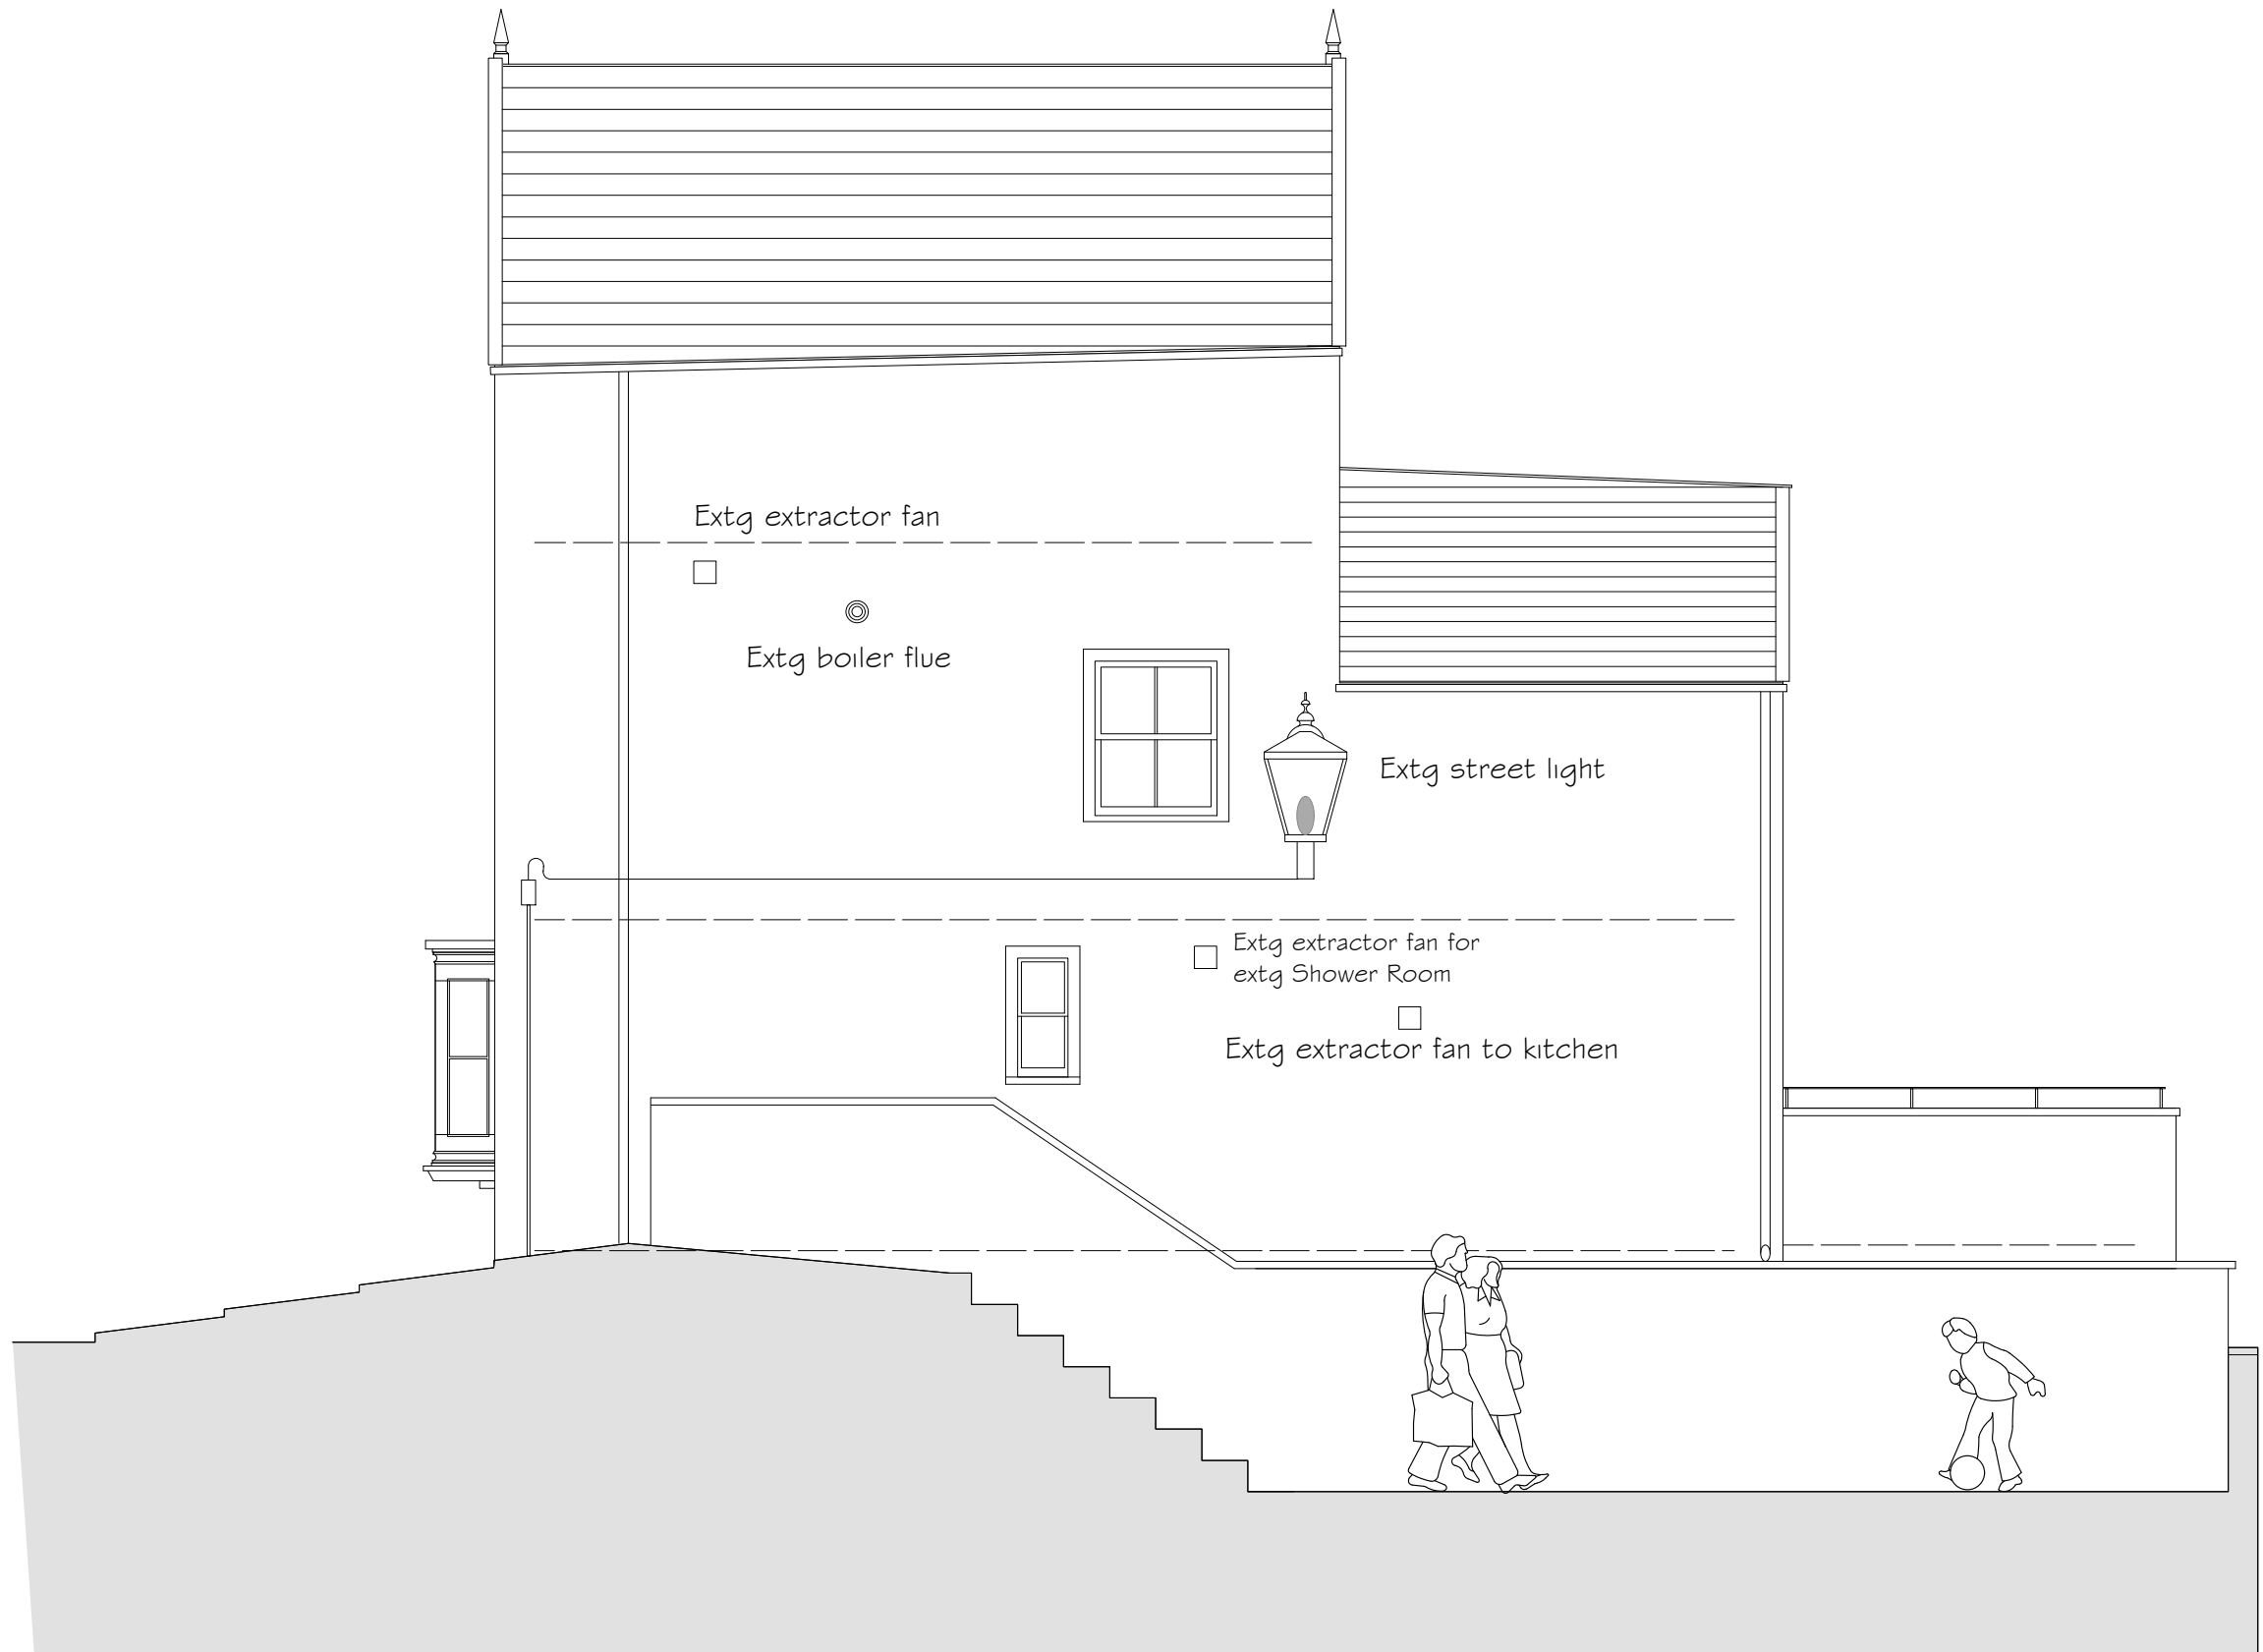 Extg extractor fan
Extg boiler flue
Extg street light
Extg extractor fan for
extg Shower Room
Extg extractor fan to kitchen